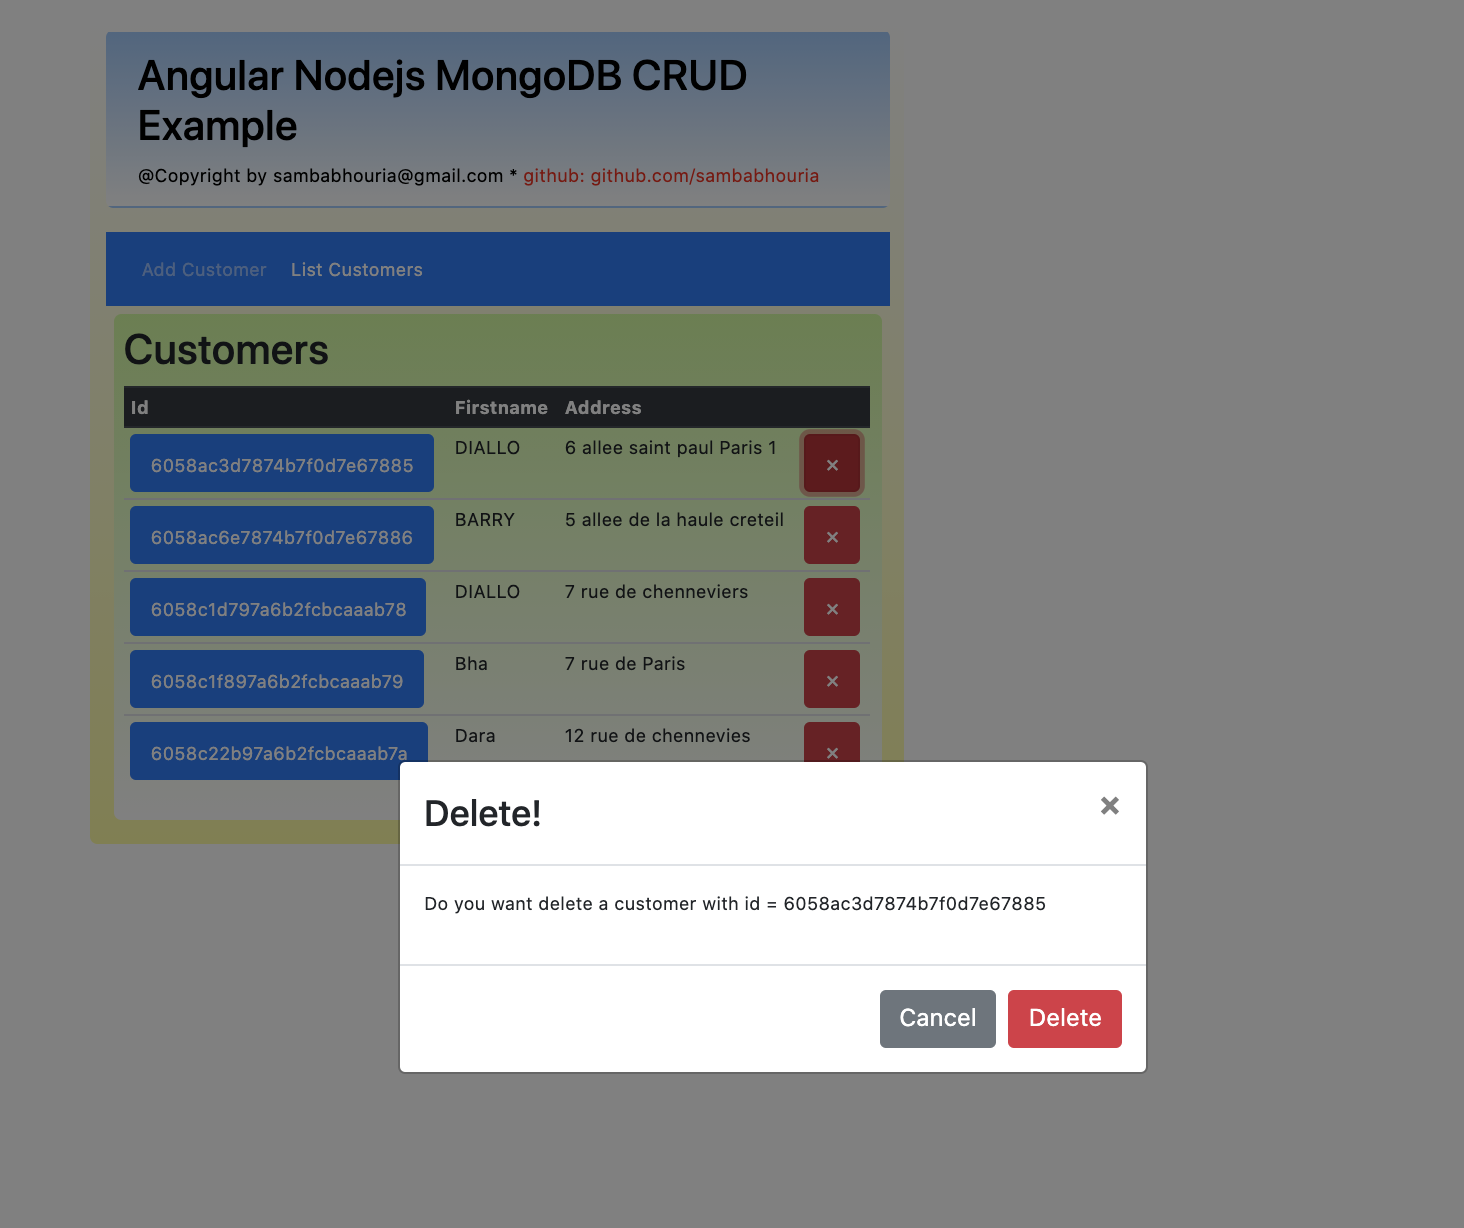 Angular Nodejs MongoDB CRUD
Example
@Copyright by sambabhouria@gmail.com * github: github.com/sambabhouria
Add Customer List Customers
Customers
Id Firstname Address
6058ac3d7874b7f0d7e67885 DIALLO 6 allee saint paul Paris 1 ×
6058ac6e7874b7f0d7e67886 BARRY 5 allee de la haule creteil ×
6058c1d797a6b2fcbcaaab78 DIALLO 7 rue de chenneviers ×
6058c1f897a6b2fcbcaaab79 Bha 7 rue de Paris ×
6058c22b97a6b2fcbcaaab7a Dara 12 rue de chennevies ×
Delete! ×
Do you want delete a customer with id = 6058ac3d7874b7f0d7e67885
Cancel Delete